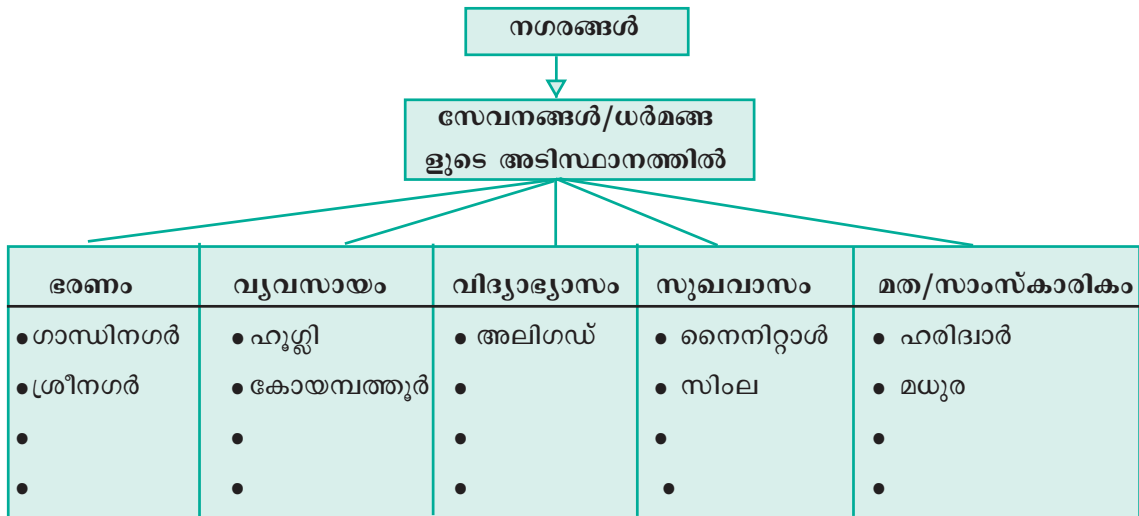 നഗരങ്ങൾ
സേവനങ്ങൾ/ധർമങ്ങ
ളുടെ അടിസ്ഥാനത്തിൽ
ഭരണം വ്യവസായം വിദ്യാഭ്യാസം സുഖവാസം മത/സാംസ്കാരികം
• ഗാന്ധിനഗർ • ഹൂഗ്ലി • അലിഗഡ് • നൈനിറ്റാൾ • ഹരിദ്വാർ
• ശ്രീനഗർ • കോയമ്പത്തൂർ • • സിംല • മധുര
• • • • •
• • • • •